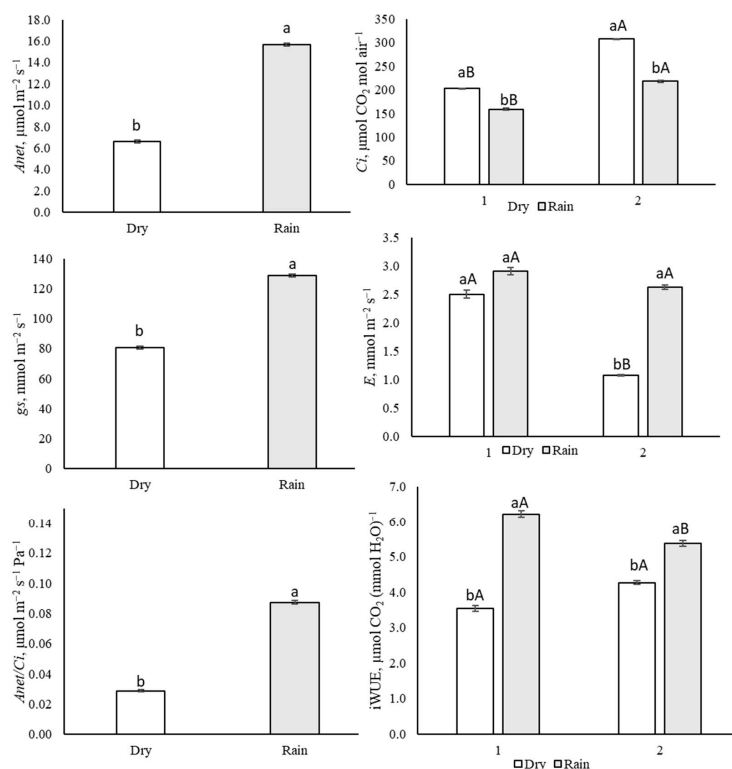 Anet, μmol m⁻² s⁻¹
18.0
16.0
14.0
12.0
10.0
8.0
6.0
4.0
2.0
0.0
b
a
Dry
Rain
Ci, μmol CO₂ mol air⁻¹
350
300
250
200
150
100
50
0
aB
bB
aA
bA
1
2
Dry
Rain
gs, mmol m⁻² s⁻¹
140
120
100
80
60
40
20
0
b
a
Dry
Rain
E, mmol m⁻² s⁻¹
3.5
3.0
2.5
2.0
1.5
1.0
0.5
0.0
aA
aA
bB
aA
1
2
Dry
Rain
Anet/Ci, μmol m⁻² s⁻¹ Pa⁻¹
0.14
0.12
0.10
0.08
0.06
0.04
0.02
0.00
b
a
Dry
Rain
iWUE, μmol CO₂ (mmol H₂O)⁻¹
7.0
6.0
5.0
4.0
3.0
2.0
1.0
0.0
bA
aA
bA
aB
1
2
Dry
Rain